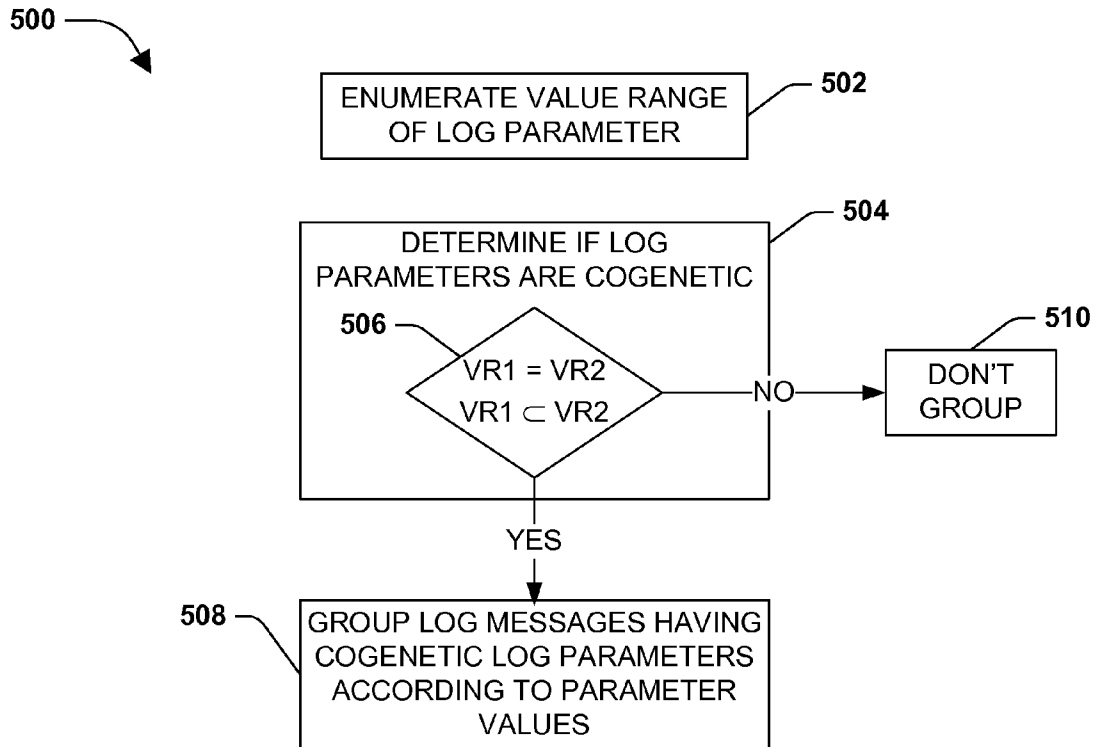 500
502
ENUMERATE VALUE RANGE
OF LOG PARAMETER
504
DETERMINE IF LOG
PARAMETERS ARE COGENETIC
506
VR1 = VR2
VR1 ⊂ VR2
NO
510
DON'T
GROUP
YES
508
GROUP LOG MESSAGES HAVING
COGENETIC LOG PARAMETERS
ACCORDING TO PARAMETER
VALUES